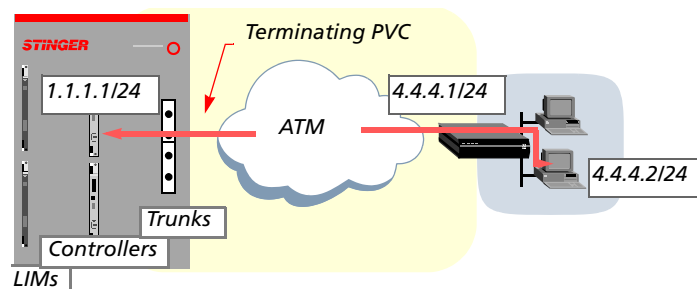 Terminating PVC
STINGER
1.1.1.1/24
4.4.4.1/24
ATM
4.4.4.2/24
Trunks
Controllers
LIMs